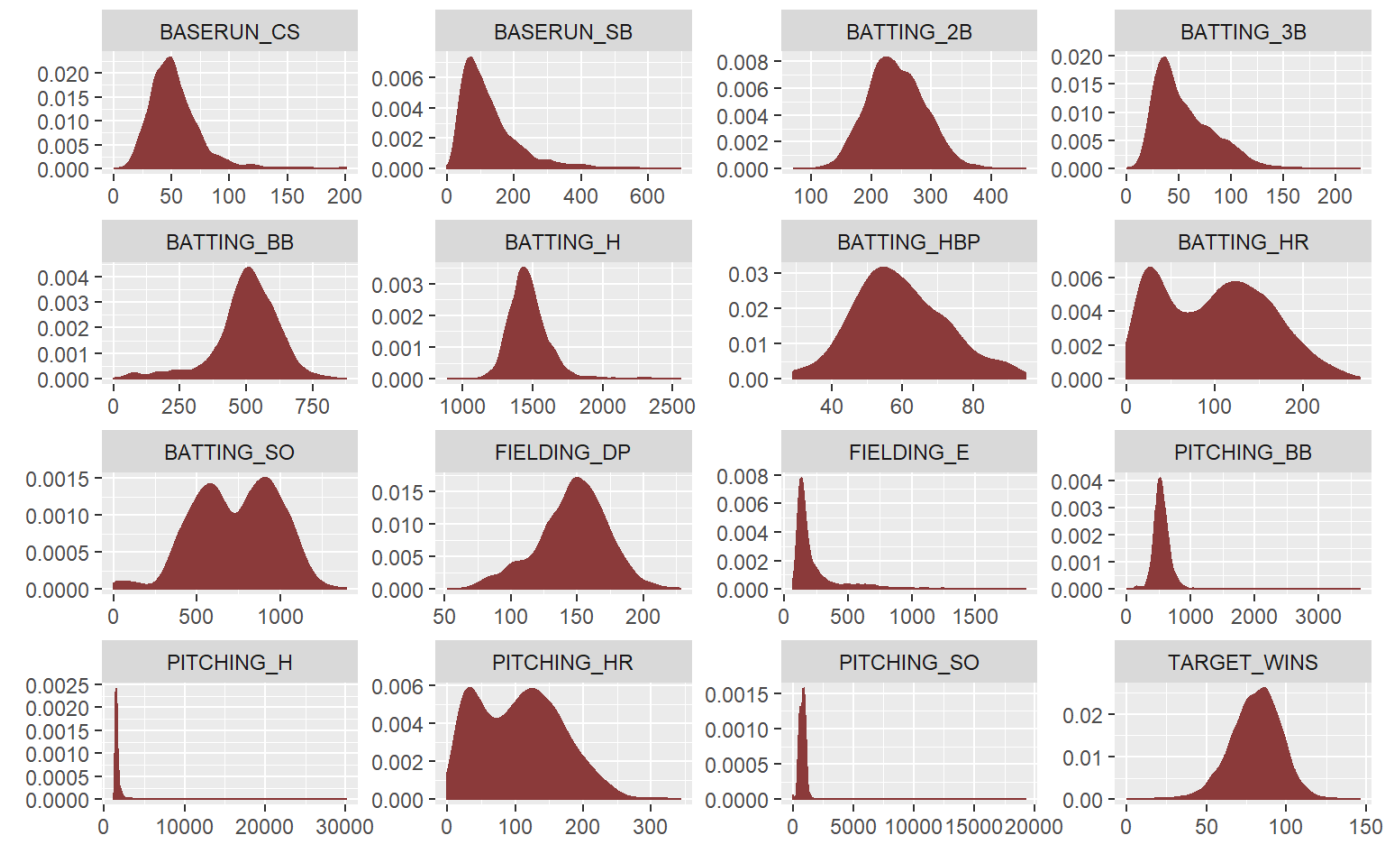 BASERUN_CS BASERUN_SB BATTING_2B BATTING_3B
0.020 0.015 0.010 0.005 0.000
0.006 0.004 0.002 0.000
0.008 0.006 0.004 0.002 0.000
0.020 0.015 0.010 0.005 0.000
0 50 100 150 200
0 200 400 600
100 200 300 400
0 50 100 150 200
BATTING_BB BATTING_H BATTING_HBP BATTING_HR
0.004 0.003 0.002 0.001 0.000
0.003 0.002 0.001 0.000
0.03 0.02 0.01 0.00
0.006 0.004 0.002 0.000
0 250 500 750
1000 1500 2000 2500
40 60 80
0 100 200
BATTING_SO FIELDING_DP FIELDING_E PITCHING_BB
0.0015 0.0010 0.0005 0.0000
0.015 0.010 0.005 0.000
0.008 0.006 0.004 0.002 0.000
0.004 0.003 0.002 0.001 0.000
0 500 1000
50 100 150 200
0 500 1000 1500
0 1000 2000 3000
PITCHING_H PITCHING_HR PITCHING_SO TARGET_WINS
0.0025 0.0020 0.0015 0.0010 0.0005 0.0000
0.006 0.004 0.002 0.000
0.0015 0.0010 0.0005 0.0000
0.02 0.01 0.00
0 10000 20000 30000
0 100 200 300
0 5000 10000 15000 20000
0 50 100 150